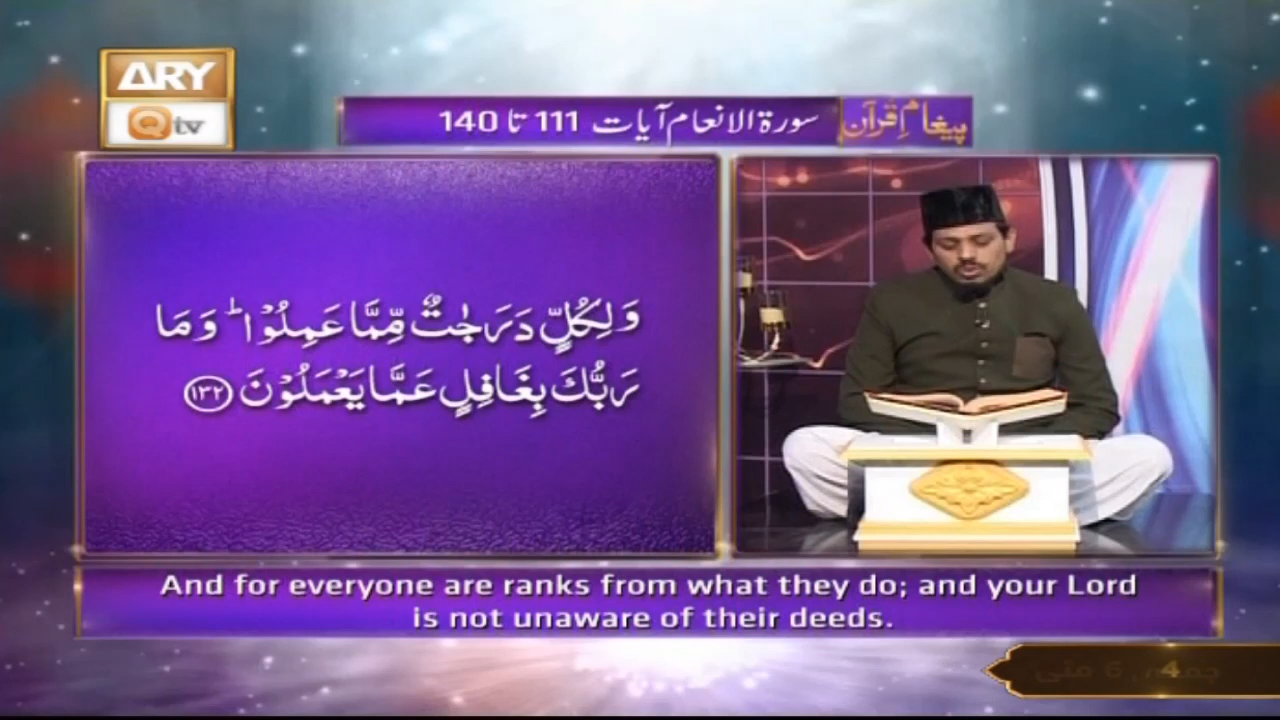 ARY
Qtv
پیغامِ قرآن
سورۃ الانعام آیات 111 تا 140
وَلِكُلٍّ دَرَجٰتٌ مِّمَّا عَمِلُوْا ؕ وَمَا
رَبُّكَ بِغَافِلٍ عَمَّا يَعْمَلُوْنَ ﴿۱۳۲﴾
And for everyone are ranks from what they do; and your Lord
is not unaware of their deeds.